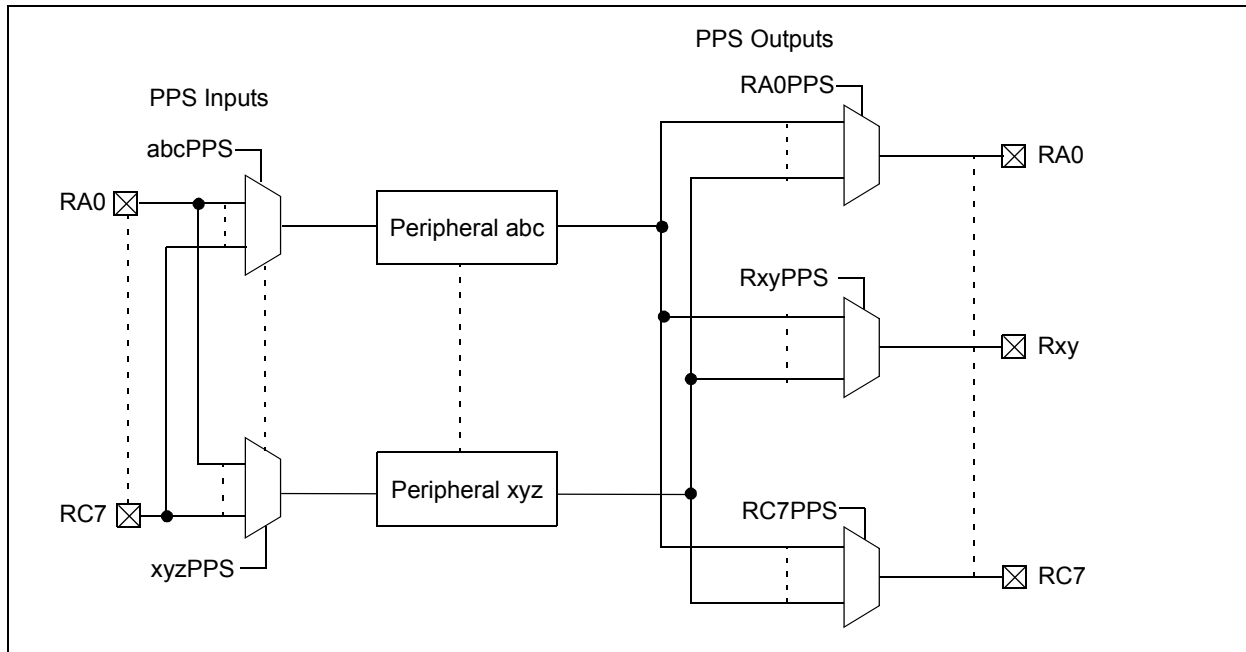 PPS Outputs
PPS Inputs
RA0PPS
abcPPS
RA0
RA0
Peripheral abc
RxyPPS
Rxy
Peripheral xyz
RC7
RC7PPS
xyzPPS
RC7